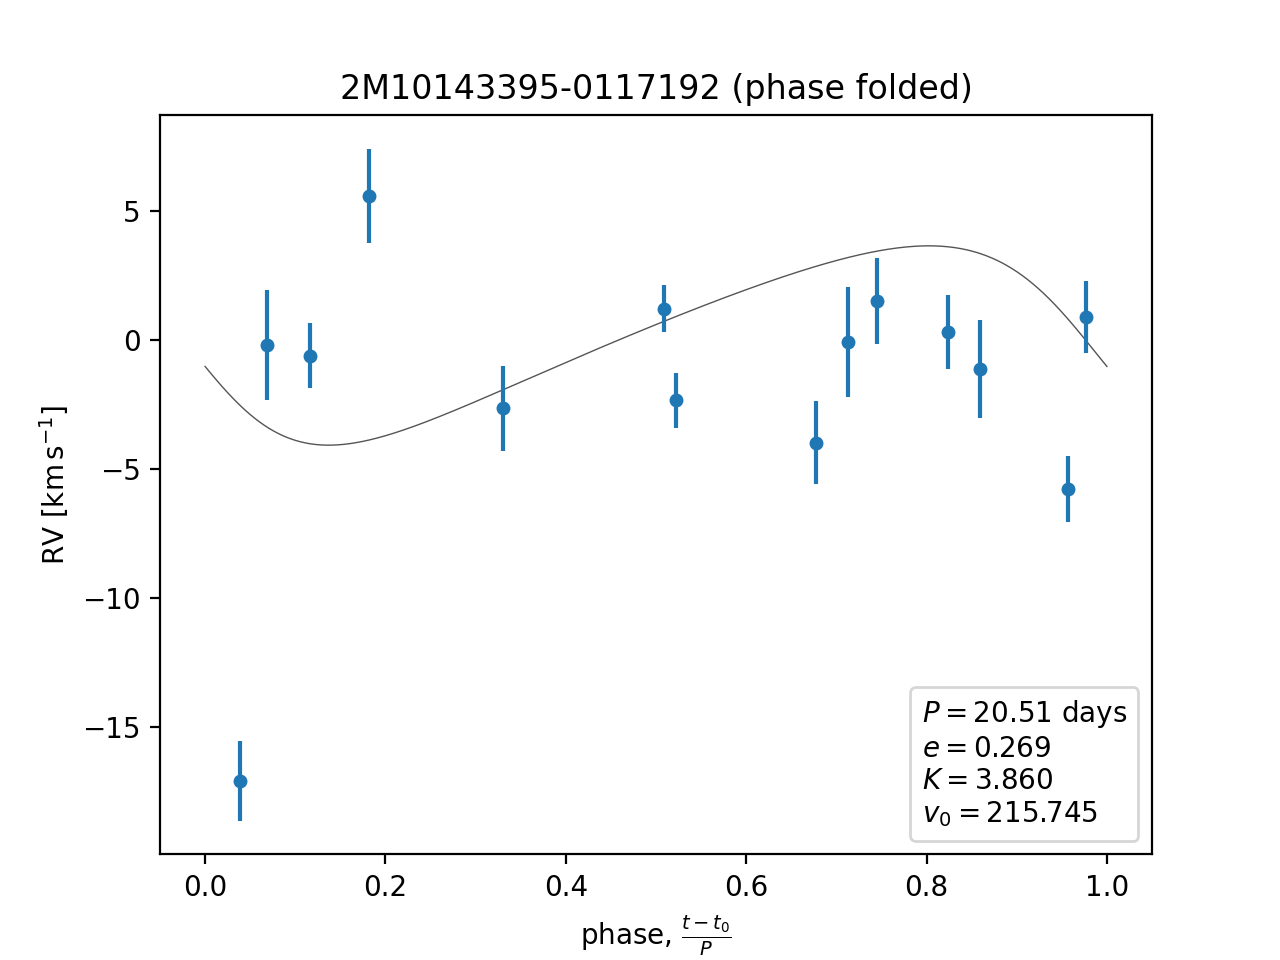 2M10143395-0117192 (phase folded)
RV [km s⁻¹]
5
0
−5
−10
−15
P = 20.51 days
e = 0.269
K = 3.860
v₀ = 215.745
0.0 0.2 0.4 0.6 0.8 1.0
phase, (t − t₀)/P